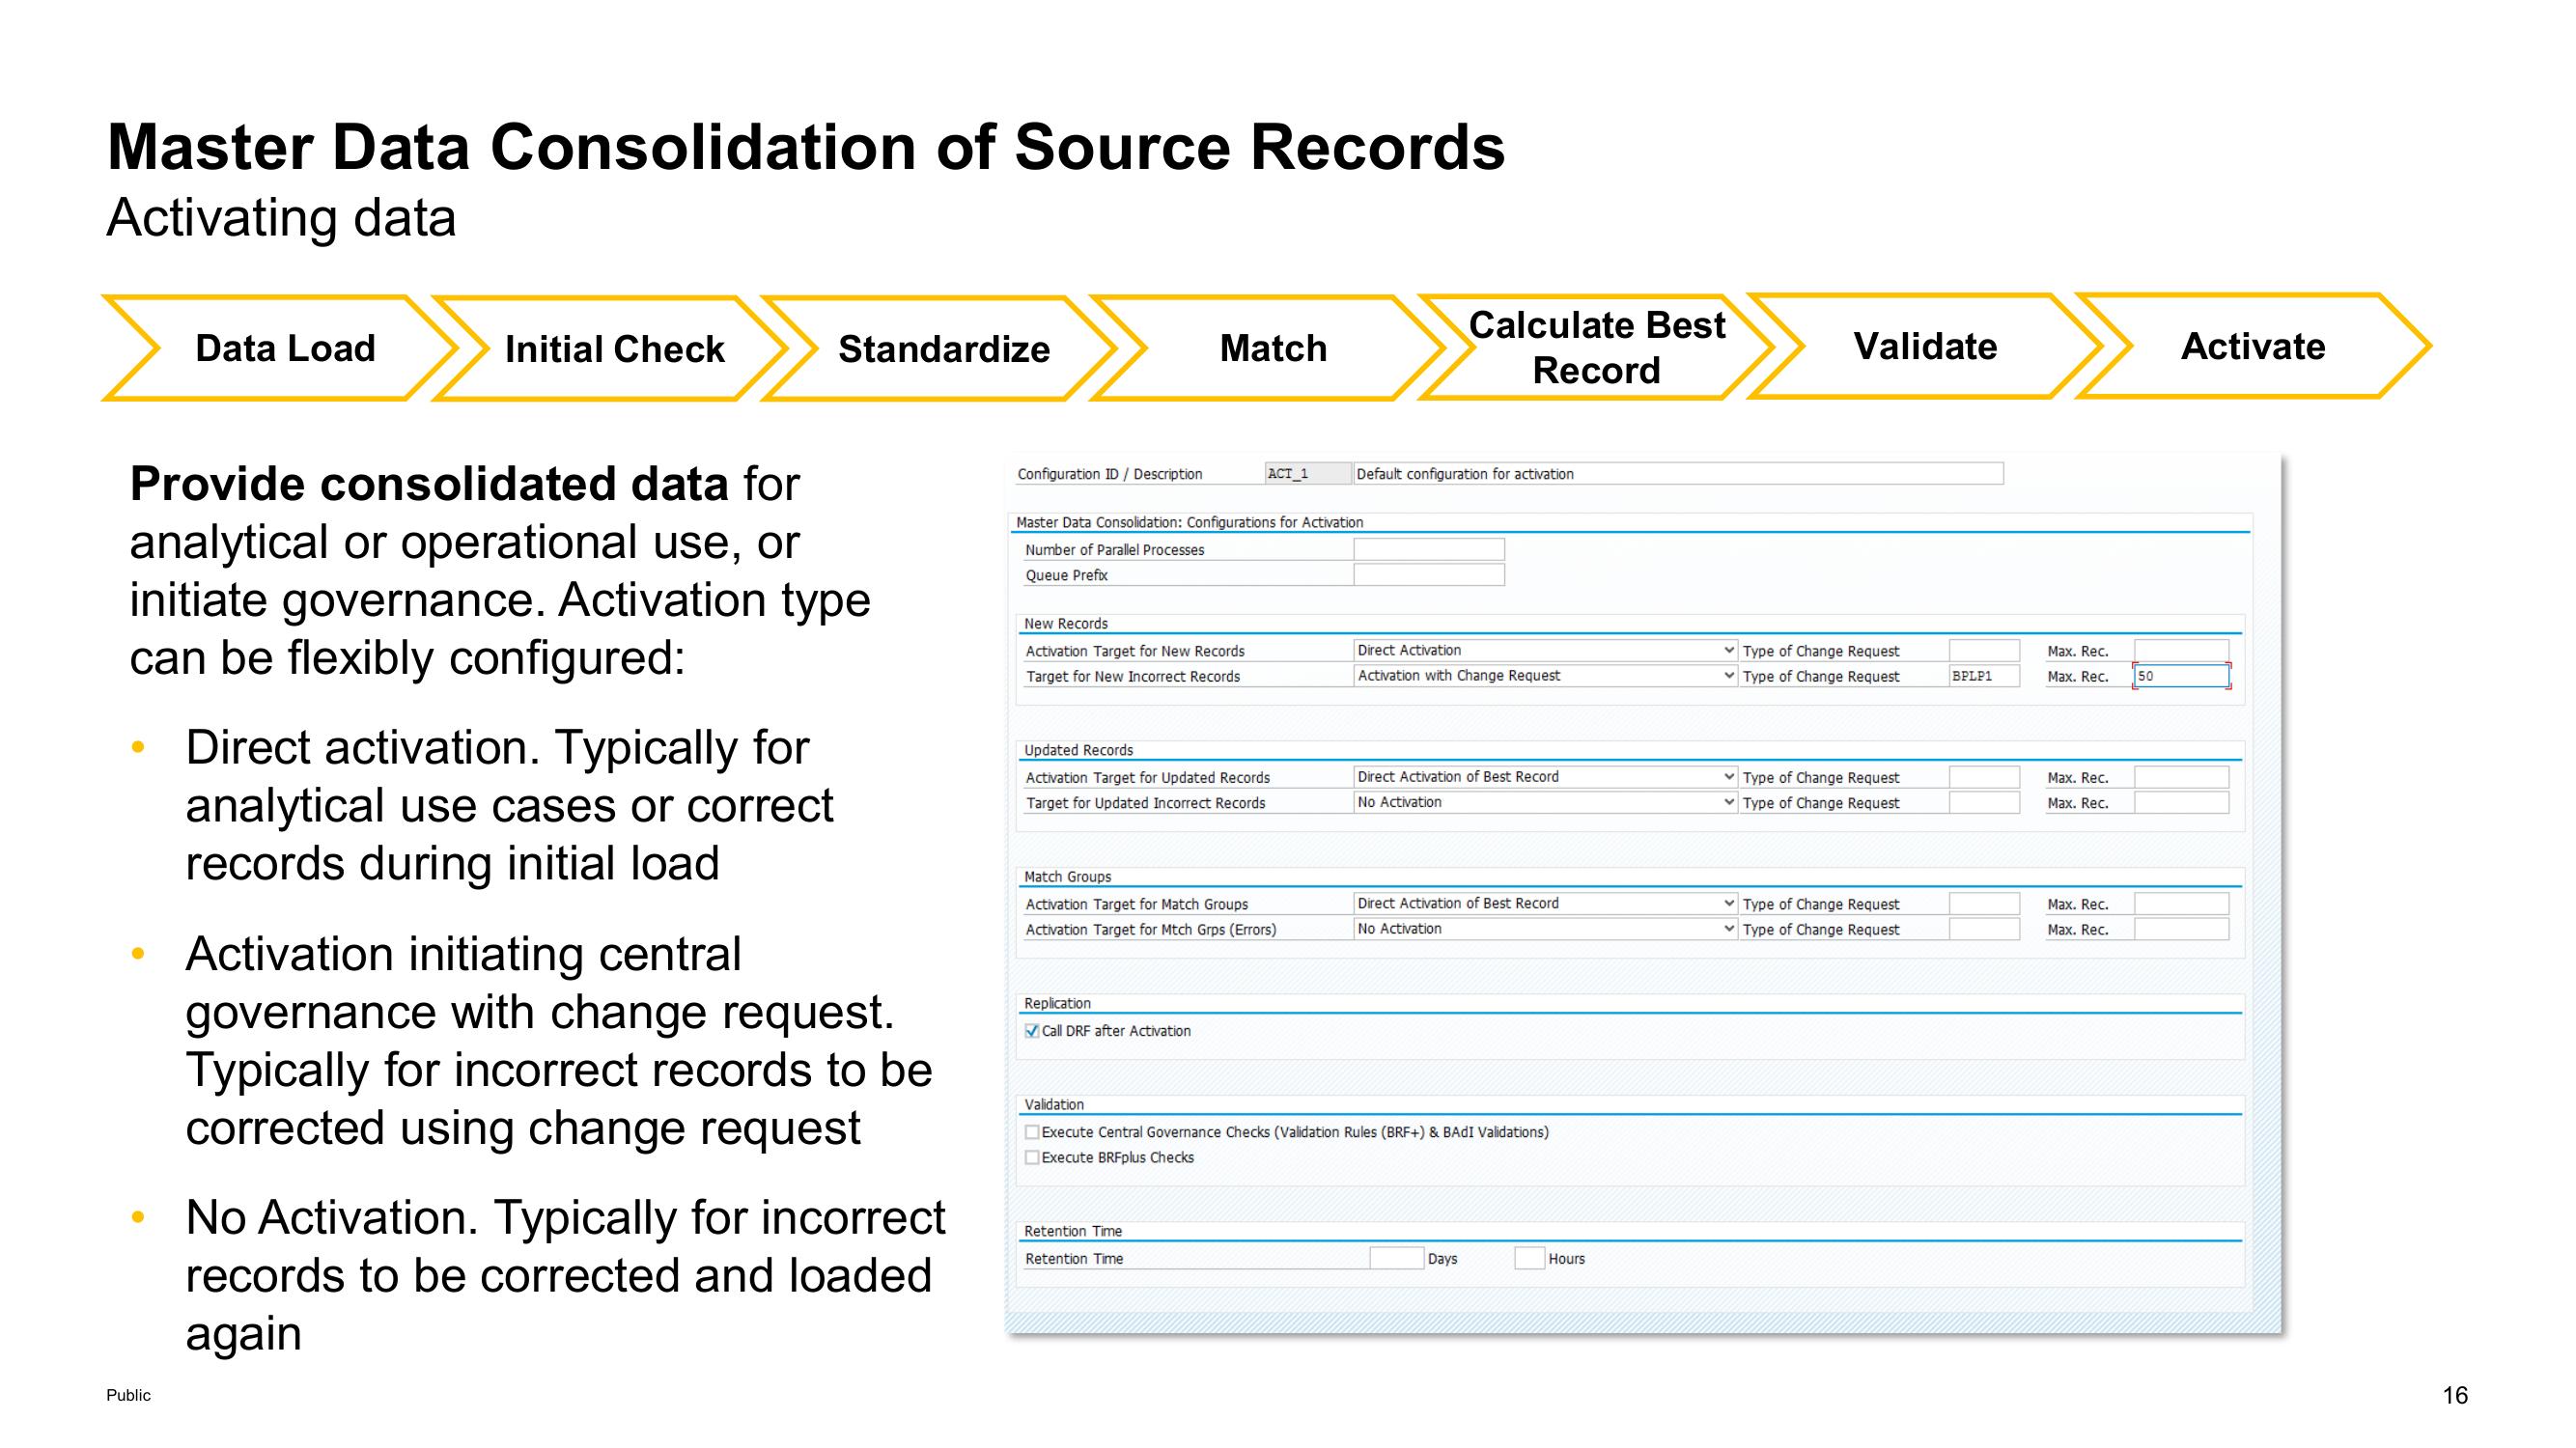 Master Data Consolidation of Source Records
Activating data
Data Load
Initial Check
Standardize
Match
Calculate Best
Record
Validate
Activate
Provide consolidated data for
analytical or operational use, or
initiate governance. Activation type
can be flexibly configured:
• Direct activation. Typically for
analytical use cases or correct
records during initial load
• Activation initiating central
governance with change request.
Typically for incorrect records to be
corrected using change request
• No Activation. Typically for incorrect
records to be corrected and loaded
again
Configuration ID / Description ACT_1 Default configuration for activation
Master Data Consolidation: Configurations for Activation
Number of Parallel Processes
Queue Prefix
New Records
Activation Target for New Records Direct Activation Type of Change Request Max. Rec.
Target for New Incorrect Records Activation with Change Request Type of Change Request BPLP1 Max. Rec. 50
Updated Records
Activation Target for Updated Records Direct Activation of Best Record Type of Change Request Max. Rec.
Target for Updated Incorrect Records No Activation Type of Change Request Max. Rec.
Match Groups
Activation Target for Match Groups Direct Activation of Best Record Type of Change Request Max. Rec.
Activation Target for Mtch Grps (Errors) No Activation Type of Change Request Max. Rec.
Replication
Call DRF after Activation
Validation
Execute Central Governance Checks (Validation Rules (BRF+) & BAdI Validations)
Execute BRFplus Checks
Retention Time
Retention Time Days Hours
Public
16